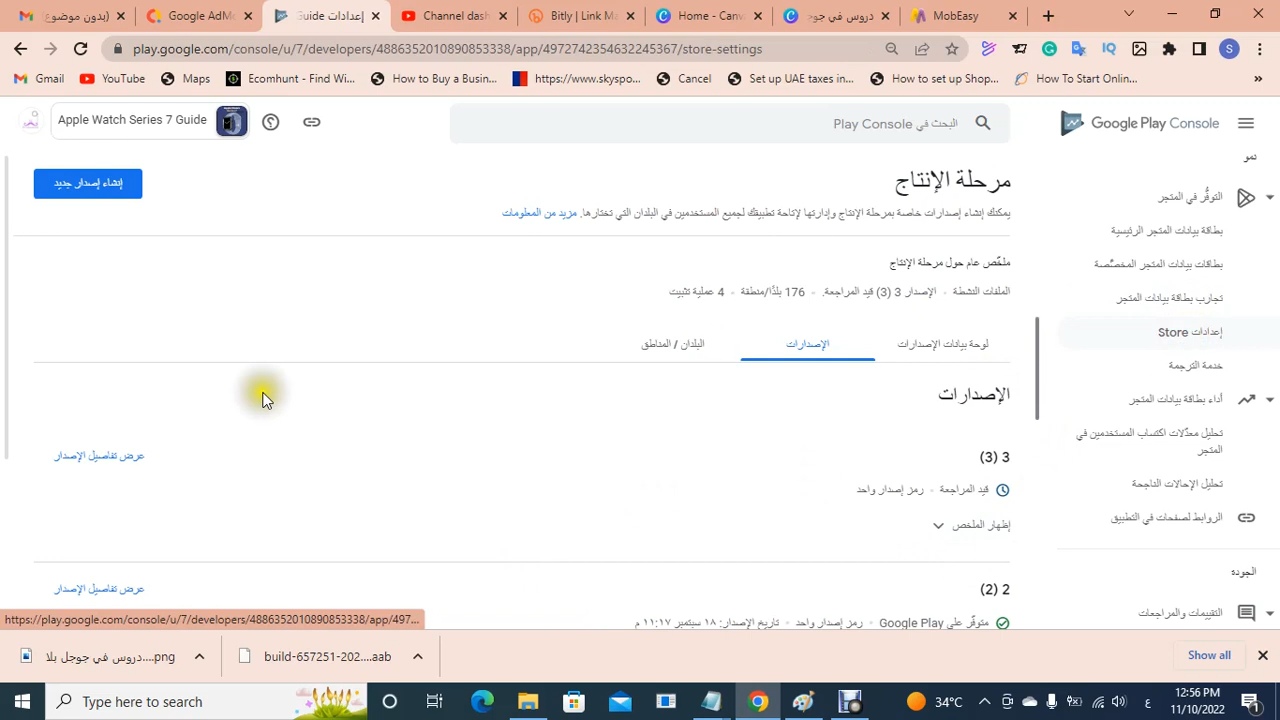 (بدون موضوع)
Google AdMo
إعدادات Guide
Channel dash
Bitly | Link M
Home - Canv
دروس في جوج
MobEasy
play.google.com/console/u/7/developers/4886352010890853338/app/4972742354632245367/store-settings
S
Gmail
YouTube
Maps
Ecomhunt - Find Wi...
How to Buy a Busin...
https://www.skyspo...
Cancel
Set up UAE taxes in...
How to set up Shop...
How To Start Onlin...
Apple Watch Series 7 Guide
البحث في Play Console
Google Play Console
نمو
إنشاء إصدار جديد
مرحلة الإنتاج
التوفُّر في المتجر
يمكنك إنشاء إصدارات خاصة بمرحلة الإنتاج وإدارتها لإتاحة تطبيقك لجميع المستخدمين في البلدان التي تختارها. مزيد من المعلومات
بطاقة بيانات المتجر الرئيسية
ملخّص عام حول مرحلة الإنتاج
بطاقات بيانات المتجر المخصَّصة
الملفات النشطة • الإصدار 3 (3) قيد المراجعة. • 176 بلدًا/منطقة • 4 عملية تثبيت
تجارب بطاقة بيانات المتجر
إعدادات Store
لوحة بيانات الإصدارات
الإصدارات
البلدان / المناطق
خدمة الترجمة
الإصدارات
أداء بطاقة بيانات المتجر
تحليل معدّلات اكتساب المستخدمين في
المتجر
3 (3)
عرض تفاصيل الإصدار
تحليل الإحالات الناجحة
قيد المراجعة • رمز إصدار واحد
الروابط لصفحات في التطبيق
إظهار الملخص
الجودة
2 (2)
عرض تفاصيل الإصدار
التقييمات والمراجعات
متوفّر على Google Play • رمز إصدار واحد • تاريخ الإصدار: ١٨ سبتمبر ١١:١٧ م
https://play.google.com/console/u/7/developers/4886352010890853338/app/497...
دروس في جوجل بلا....png
build-657251-202....aab
Show all
Type here to search
34°C
ع
12:56 PM
11/10/2022
1